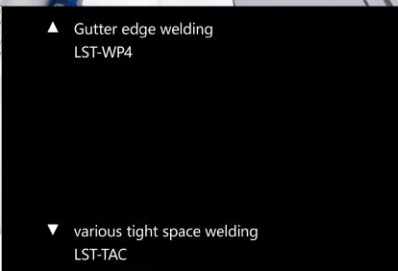 ▲ Gutter edge welding
LST-WP4
▼ various tight space welding
LST-TAC